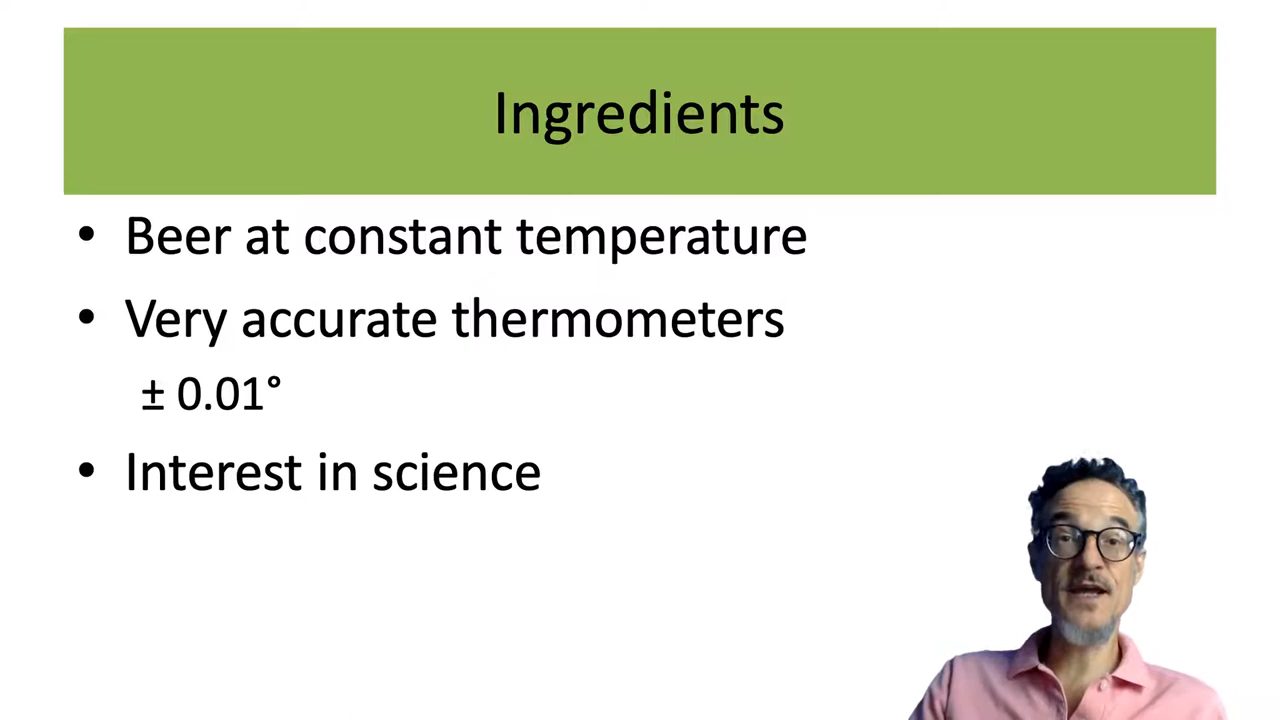 Ingredients
• Beer at constant temperature
• Very accurate thermometers
± 0.01°
• Interest in science